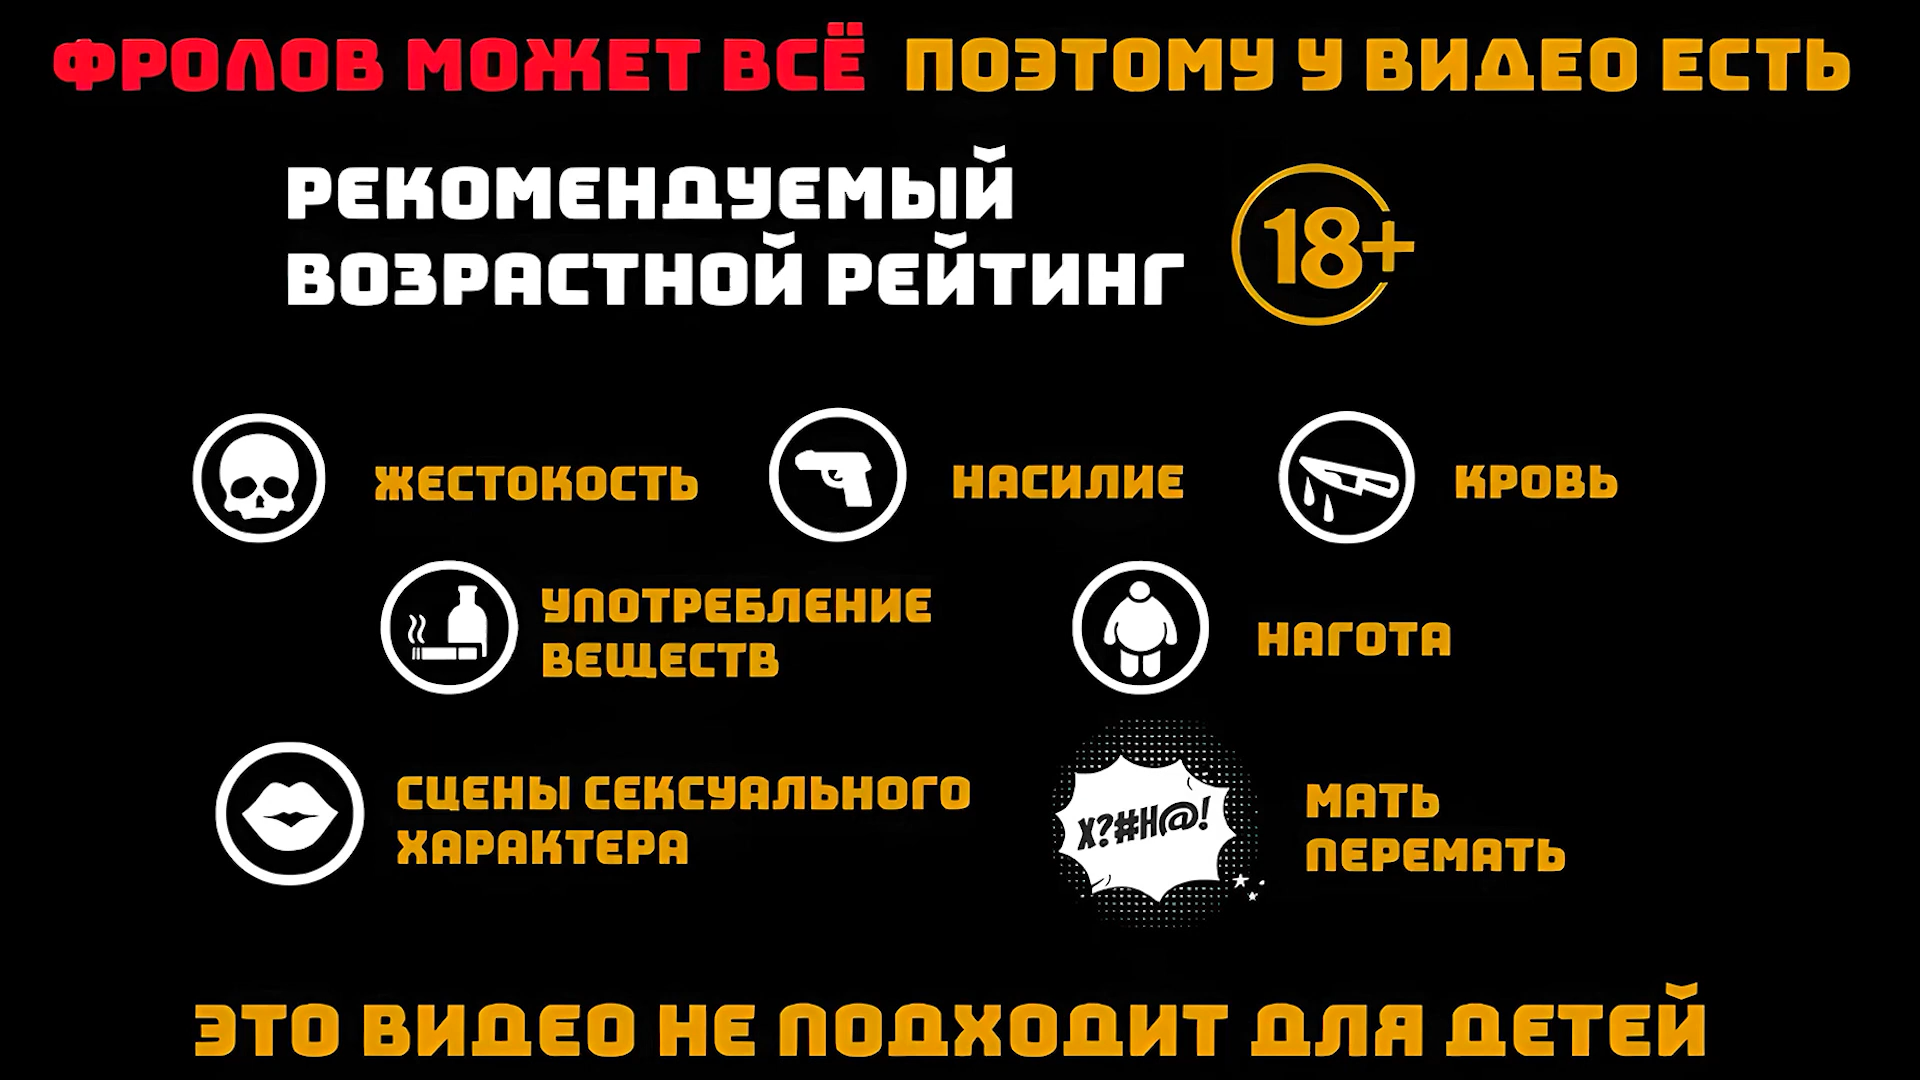 ФРОЛОВ МОЖЕТ ВСЁ ПОЭТОМУ У ВИДЕО ЕСТЬ
РЕКОМЕНДУЕМЫЙ
ВОЗРАСТНОЙ РЕЙТИНГ
18+
ЖЕСТОКОСТЬ
НАСИЛИЕ
КРОВЬ
УПОТРЕБЛЕНИЕ
ВЕЩЕСТВ
НАГОТА
СЦЕНЫ СЕКСУАЛЬНОГО
ХАРАКТЕРА
Х?#Н@!
МАТЬ
ПЕРЕМАТЬ
ЭТО ВИДЕО НЕ ПОДХОДИТ ДЛЯ ДЕТЕЙ